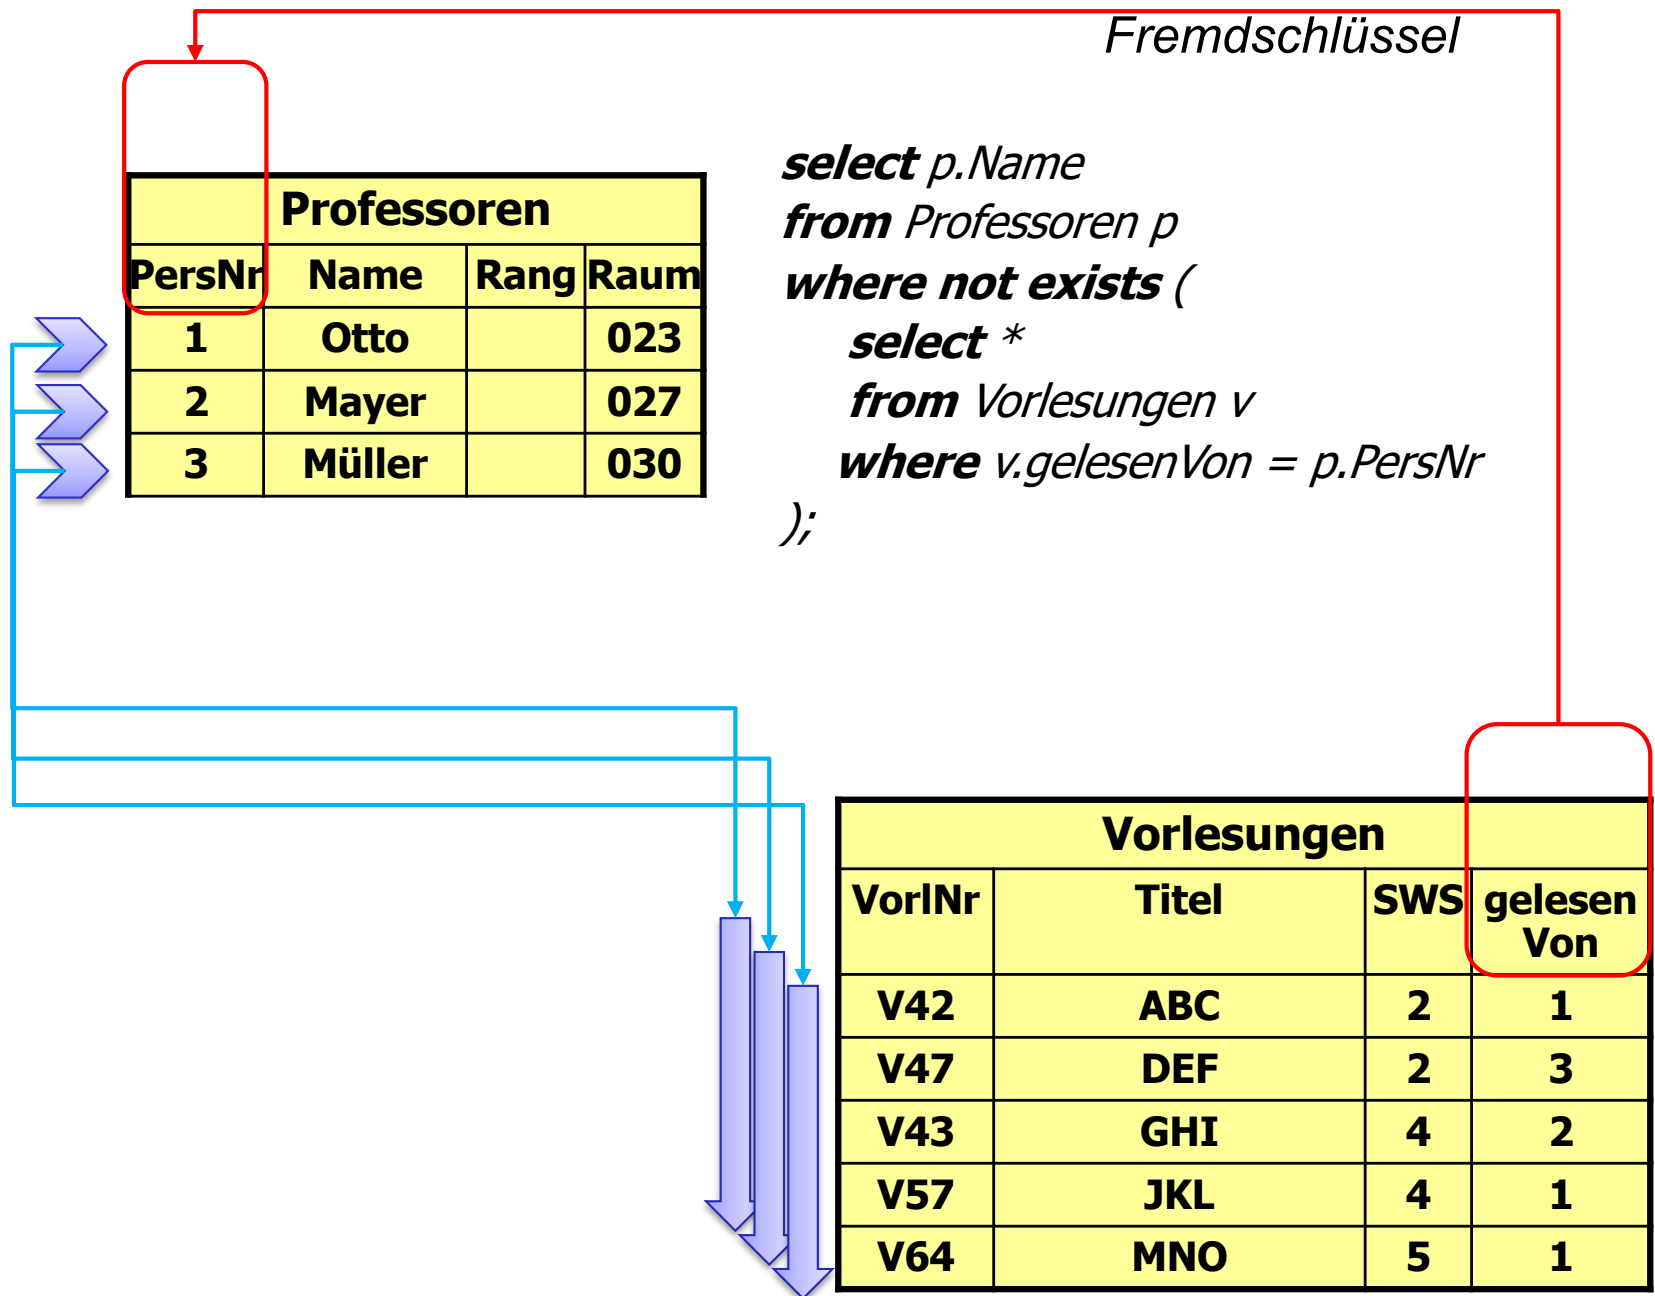 Fremdschlüssel
Professoren
PersNr Name Rang Raum
1 Otto 023
2 Mayer 027
3 Müller 030
select p.Name
from Professoren p
where not exists (
select *
from Vorlesungen v
where v.gelesenVon = p.PersNr
);
Vorlesungen
VorlNr Titel SWS gelesen
Von
V42 ABC 2 1
V47 DEF 2 3
V43 GHI 4 2
V57 JKL 4 1
V64 MNO 5 1